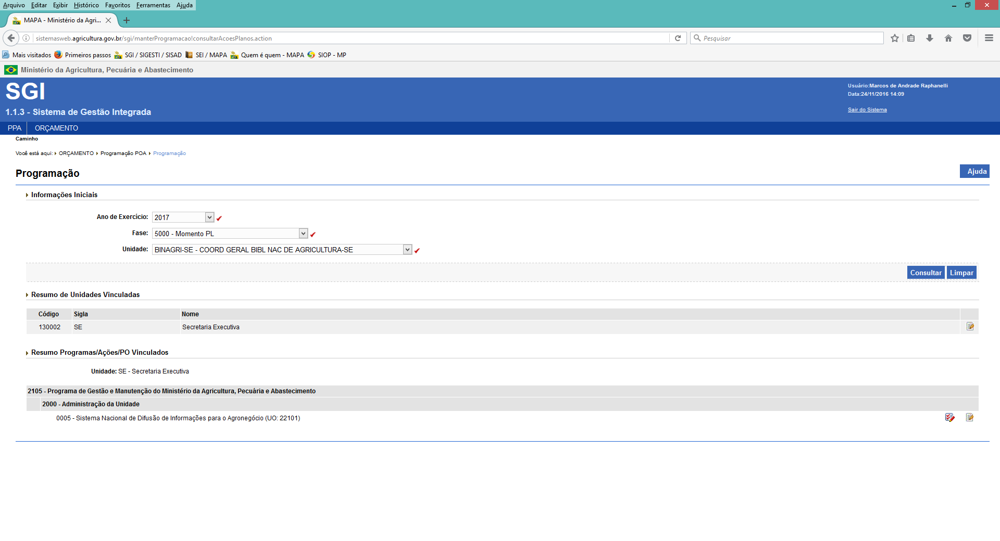 Arquivo Editar Exibir Histórico Favoritos Ferramentas Ajuda
MAPA - Ministério da Agri...
sistemasweb.agricultura.gov.br/sgi/manterProgramacao!consultarAcoesPlanos.action
Pesquisar
Mais visitados Primeiros passos SGI / SIGESTI / SISAD SEI / MAPA Quem é quem - MAPA SIOP - MP
Ministério da Agricultura, Pecuária e Abastecimento
SGI
Usuário:Marcos de Andrade Raphanelli
Data:24/11/2016 14:09
Sair do Sistema
1.1.3 - Sistema de Gestão Integrada
PPA ORÇAMENTO
Caminho
Você está aqui: ORÇAMENTO Programação POA Programação
Programação
Ajuda
Informações Iniciais
Ano de Exercício: 2017
Fase: 5000 - Momento PL
Unidade: BINAGRI-SE - COORD GERAL BIBL NAC DE AGRICULTURA-SE
Consultar Limpar
Resumo de Unidades Vinculadas
Código Sigla Nome
130002 SE Secretaria Executiva
Resumo Programas/Ações/PO Vinculados
Unidade: SE - Secretaria Executiva
2105 - Programa de Gestão e Manutenção do Ministério da Agricultura, Pecuária e Abastecimento
2000 - Administração da Unidade
0005 - Sistema Nacional de Difusão de Informações para o Agronegócio (UO: 22101)